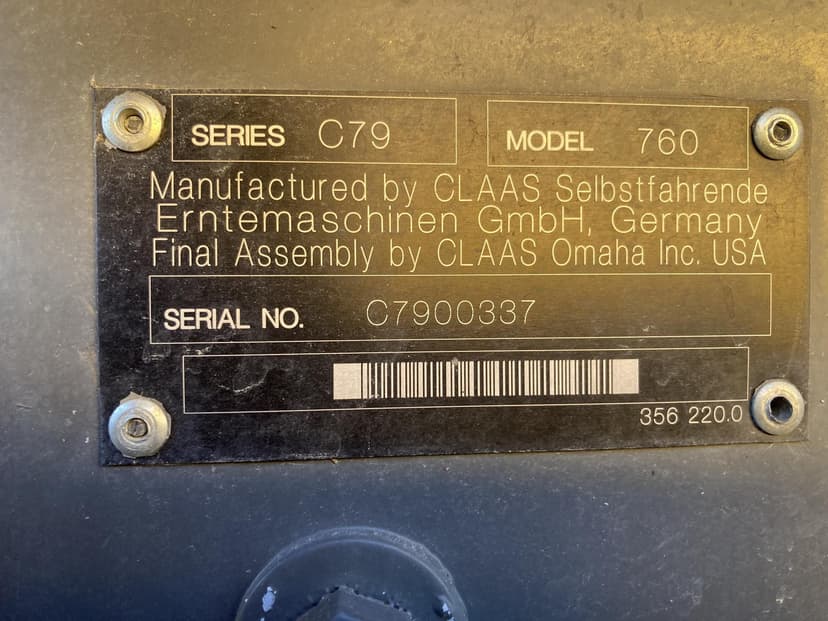 SERIES C79 MODEL 760
Manufactured by CLAAS Selbstfahrende
Erntemaschinen GmbH, Germany
Final Assembly by CLAAS Omaha Inc. USA
SERIAL NO. C7900337
356 220.0